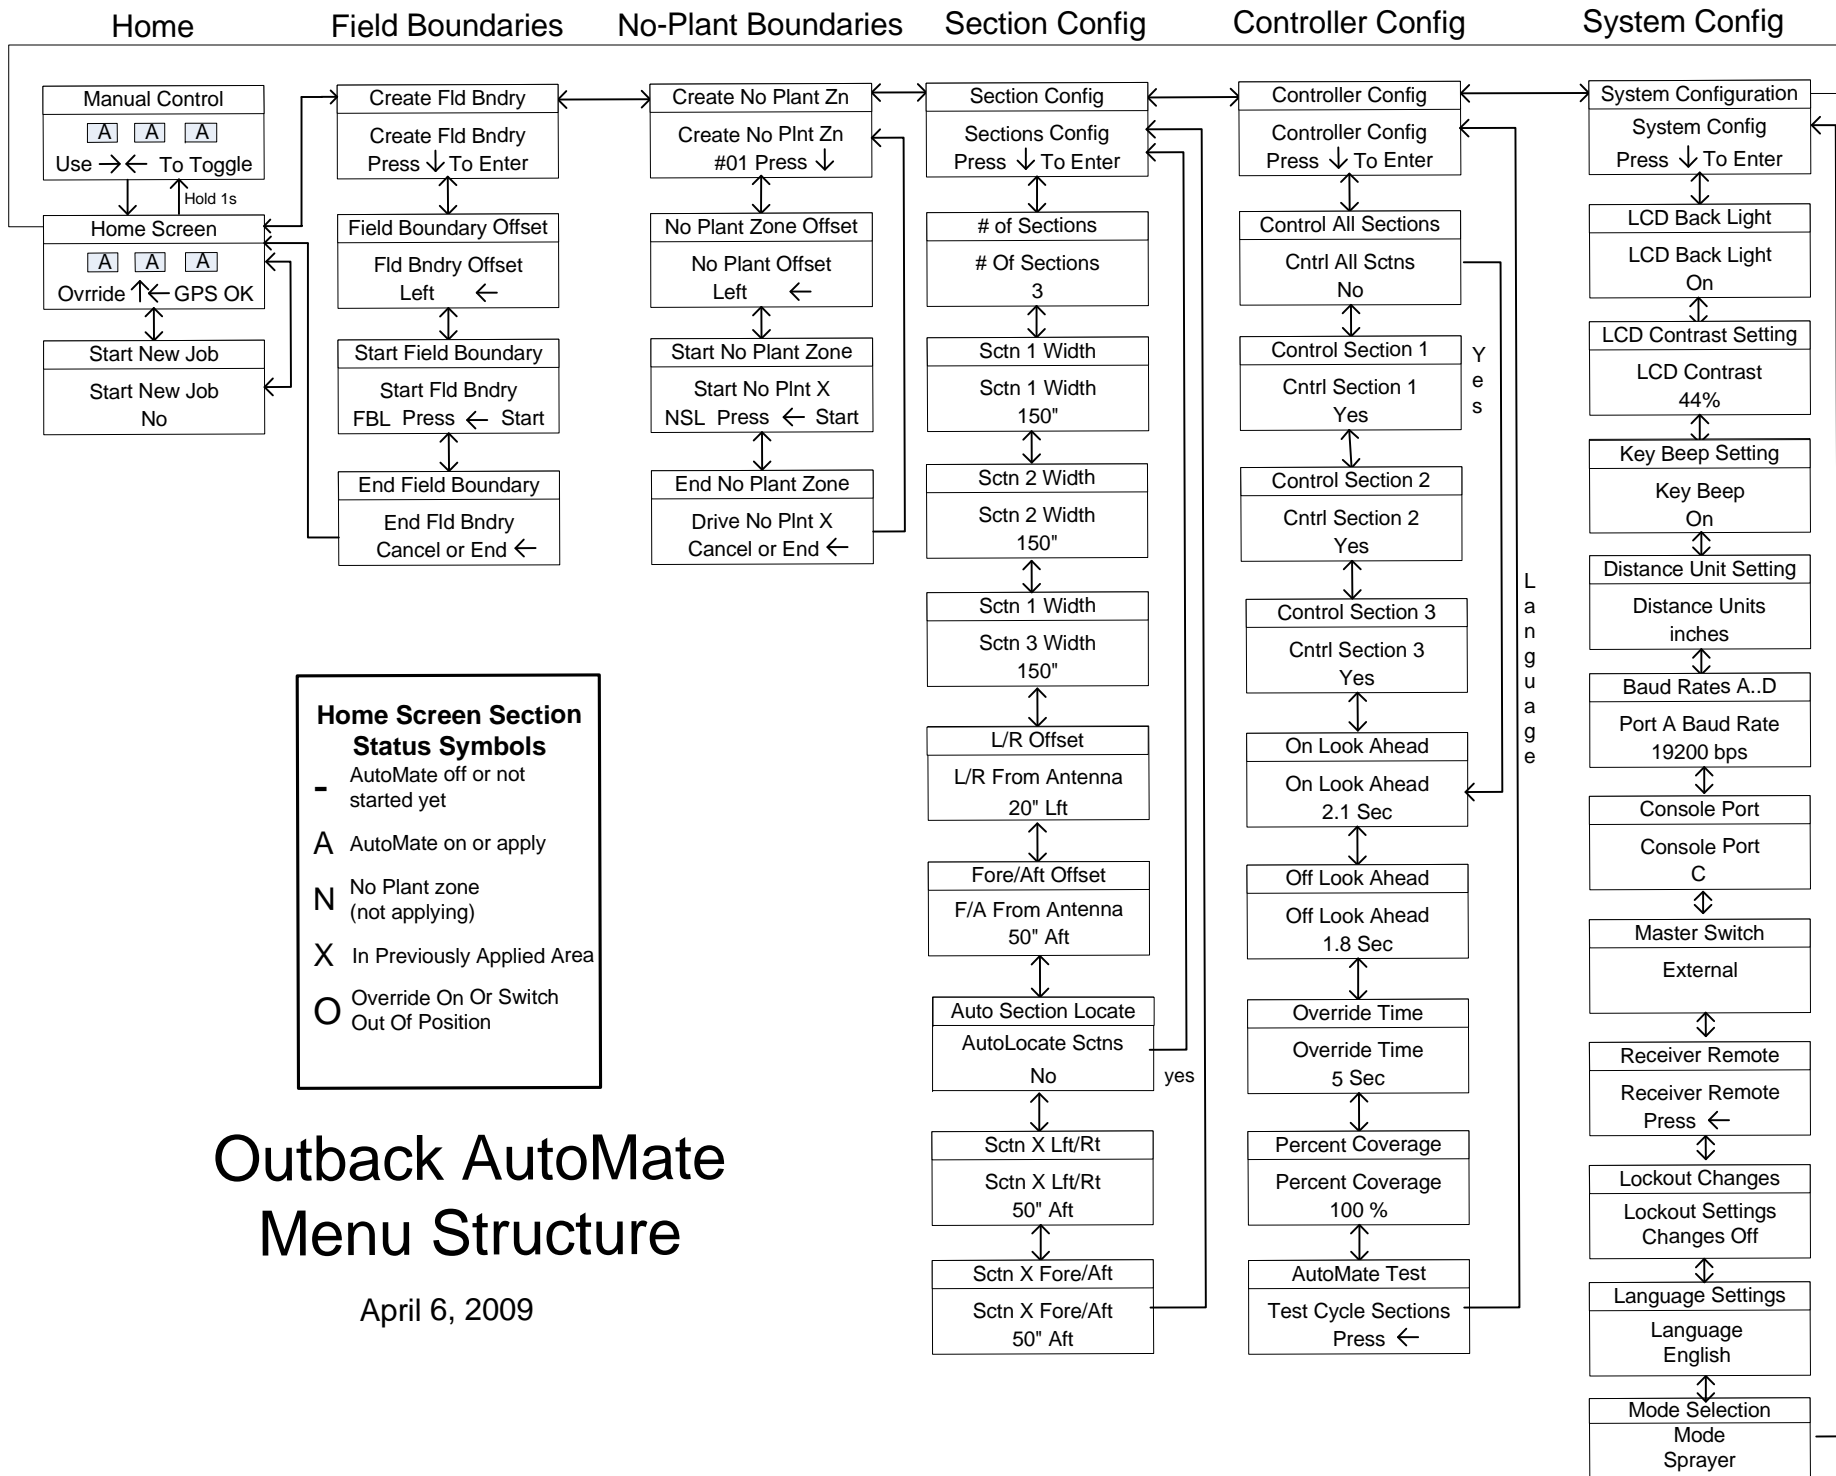 Home
Manual Control
A A A
Use →← To Toggle
Hold 1s
Home Screen
A A A
Ovrride ↑← GPS OK
Start New Job
Start New Job
No
Field Boundaries
Create Fld Bndry
Create Fld Bndry
Press ↓ To Enter
Field Boundary Offset
Fld Bndry Offset
Left ←
Start Field Boundary
Start Fld Bndry
FBL Press ← Start
End Field Boundary
End Fld Bndry
Cancel or End ←
No-Plant Boundaries
Create No Plant Zn
Create No Plnt Zn
#01 Press ↓
No Plant Zone Offset
No Plant Offset
Left ←
Start No Plant Zone
Start No Plnt X
NSL Press ← Start
End No Plant Zone
Drive No Plnt X
Cancel or End ←
Section Config
Section Config
Sections Config
Press ↓ To Enter
# of Sections
# Of Sections
3
Sctn 1 Width
Sctn 1 Width
150"
Sctn 2 Width
Sctn 2 Width
150"
Sctn 1 Width
Sctn 3 Width
150"
L/R Offset
L/R From Antenna
20" Lft
Fore/Aft Offset
F/A From Antenna
50" Aft
Auto Section Locate
AutoLocate Sctns
No
yes
Sctn X Lft/Rt
Sctn X Lft/Rt
50" Aft
Sctn X Fore/Aft
Sctn X Fore/Aft
50" Aft
Controller Config
Controller Config
Controller Config
Press ↓ To Enter
Control All Sections
Cntrl All Sctns
No
Yes
Control Section 1
Cntrl Section 1
Yes
Control Section 2
Cntrl Section 2
Yes
Control Section 3
Cntrl Section 3
Yes
On Look Ahead
On Look Ahead
2.1 Sec
Off Look Ahead
Off Look Ahead
1.8 Sec
Override Time
Override Time
5 Sec
Percent Coverage
Percent Coverage
100 %
AutoMate Test
Test Cycle Sections
Press ←
Language
System Config
System Configuration
System Config
Press ↓ To Enter
LCD Back Light
LCD Back Light
On
LCD Contrast Setting
LCD Contrast
44%
Key Beep Setting
Key Beep
On
Distance Unit Setting
Distance Units
inches
Baud Rates A..D
Port A Baud Rate
19200 bps
Console Port
Console Port
C
Master Switch
External
Receiver Remote
Receiver Remote
Press ←
Lockout Changes
Lockout Settings
Changes Off
Language Settings
Language
English
Mode Selection
Mode
Sprayer
Home Screen Section
Status Symbols
- AutoMate off or not
started yet
A AutoMate on or apply
N No Plant zone
(not applying)
X In Previously Applied Area
O Override On Or Switch
Out Of Position
Outback AutoMate
Menu Structure
April 6, 2009